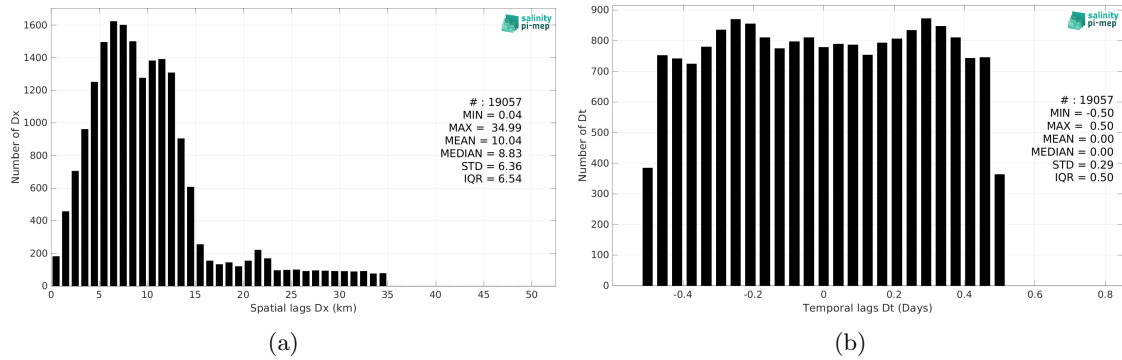 1600
1400
1200
1000
800
600
400
200
0
Number of Dx
0 5 10 15 20 25 30 35 40 45 50
Spatial lags Dx (km)
salinity
pi-mep
# : 19057
MIN = 0.04
MAX = 34.99
MEAN = 10.04
MEDIAN = 8.83
STD = 6.36
IQR = 6.54
(a)
900
800
700
600
500
400
300
200
100
0
Number of Dt
-0.4 -0.2 0 0.2 0.4 0.6 0.8
Temporal lags Dt (Days)
salinity
pi-mep
# : 19057
MIN = -0.50
MAX = 0.50
MEAN = 0.00
MEDIAN = 0.00
STD = 0.29
IQR = 0.50
(b)